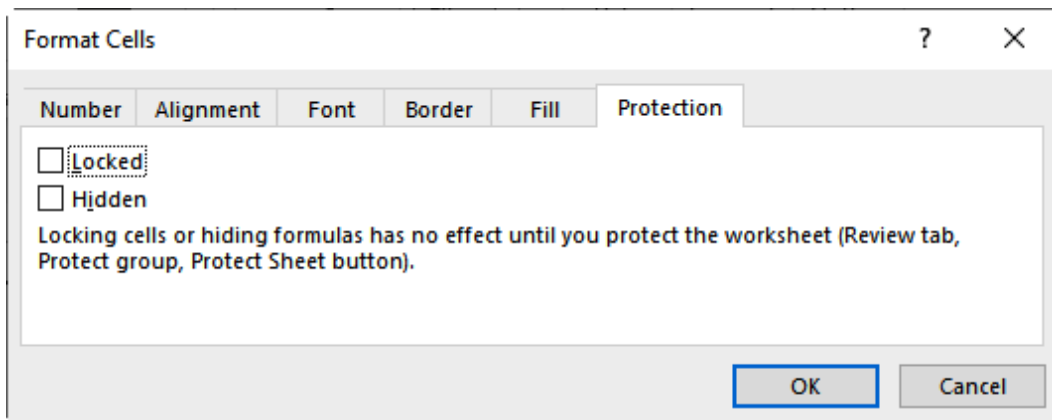 Format Cells ?
Number Alignment Font Border Fill Protection
Locked
Hidden
Locking cells or hiding formulas has no effect until you protect the worksheet (Review tab,
Protect group, Protect Sheet button).
OK Cancel